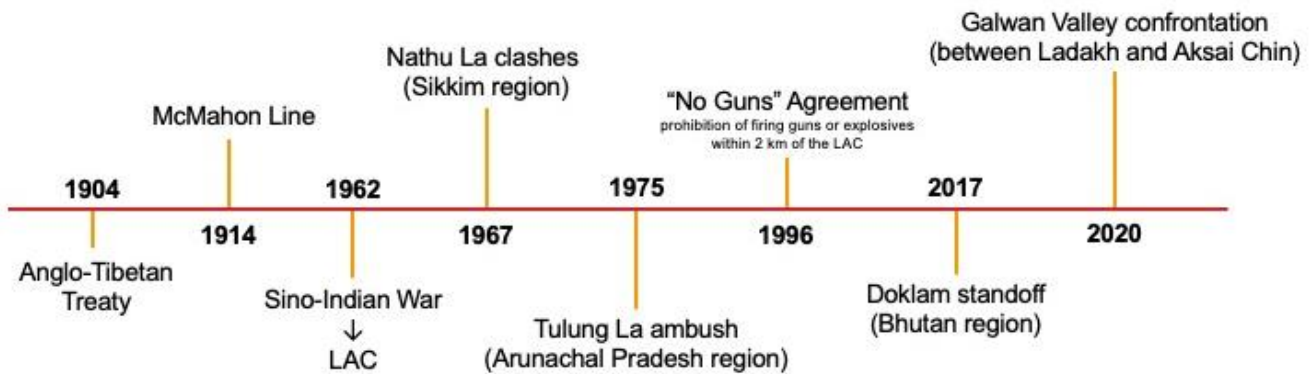 1904
Anglo-Tibetan
Treaty
McMahon Line
1914
1962
Sino-Indian War
↓
LAC
Nathu La clashes
(Sikkim region)
1967
1975
Tulung La ambush
(Arunachal Pradesh region)
“No Guns” Agreement
prohibition of firing guns or explosives
within 2 km of the LAC
1996
2017
Doklam standoff
(Bhutan region)
Galwan Valley confrontation
(between Ladakh and Aksai Chin)
2020